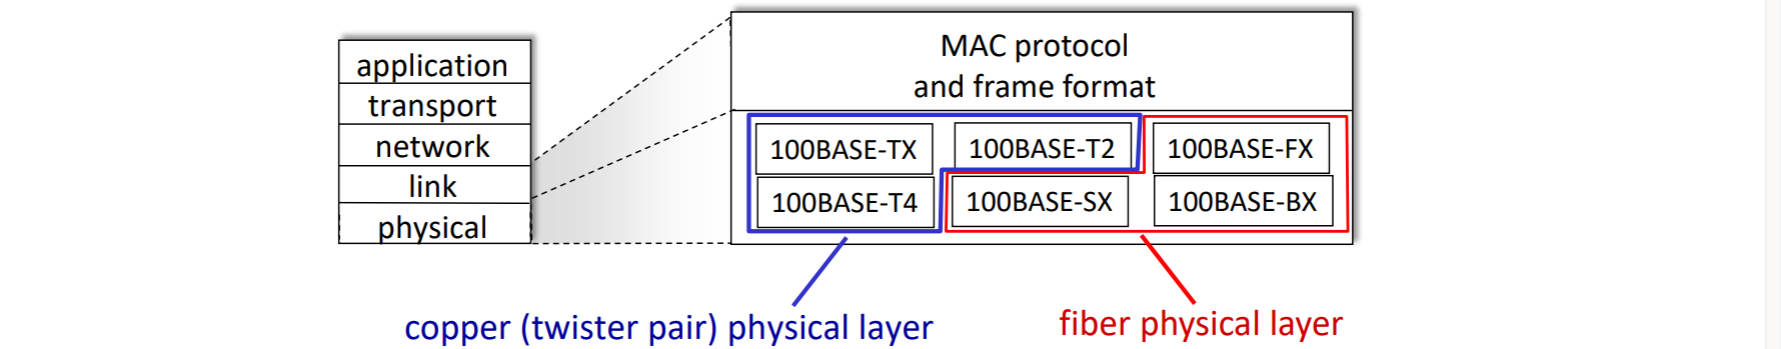 application
transport
network
link
physical
MAC protocol
and frame format
100BASE-TX
100BASE-T2
100BASE-FX
100BASE-T4
100BASE-SX
100BASE-BX
copper (twister pair) physical layer
fiber physical layer